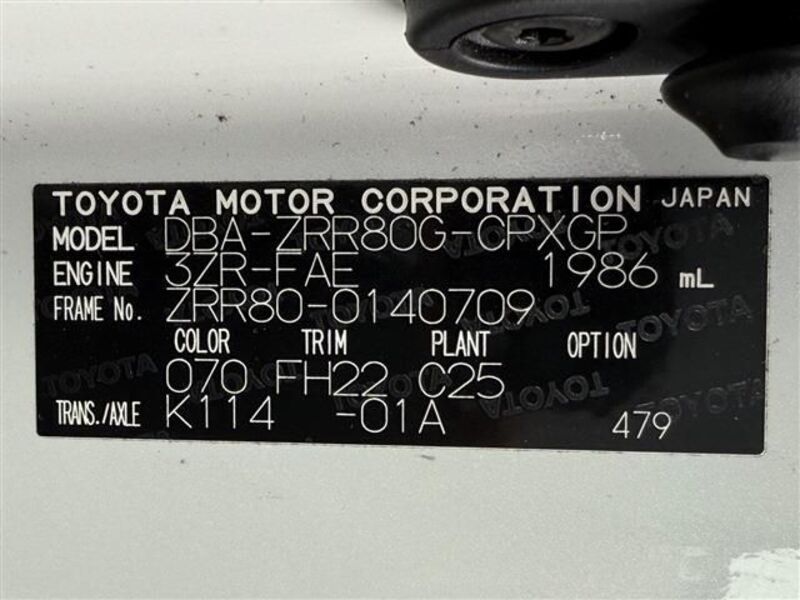 TOYOTA MOTOR CORPORATION JAPAN
MODEL DBA-ZRR80G-CPXGP
ENGINE 3ZR-FAE 1986 mL
FRAME No. ZRR80-0140709
COLOR TRIM PLANT OPTION
070 FH22 C25
TRANS./AXLE K114 -01A 479